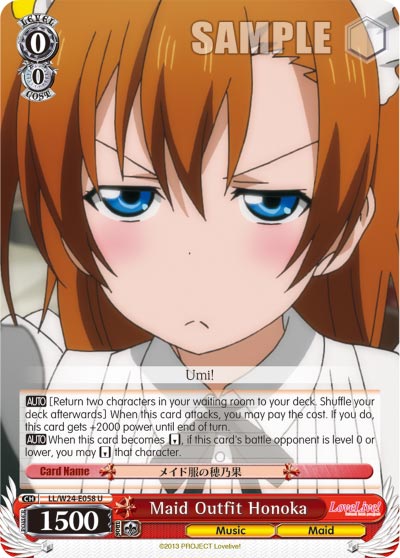 SAMPLE
LEVEL
0
0
COST
Umi!
AUTO [Return two characters in your waiting room to your deck. Shuffle your
deck afterwards] When this card attacks, you may pay the cost. If you do,
this card gets +2000 power until end of turn.
AUTO When this card becomes , if this card's battle opponent is level 0 or
lower, you may that character.
Card Name メイド服の穂乃果
CH LL/W24-E058 U
POWER 1500 SIDE Maid Outfit Honoka LoveLive!
Music Maid
©2013 PROJECT Lovelive!